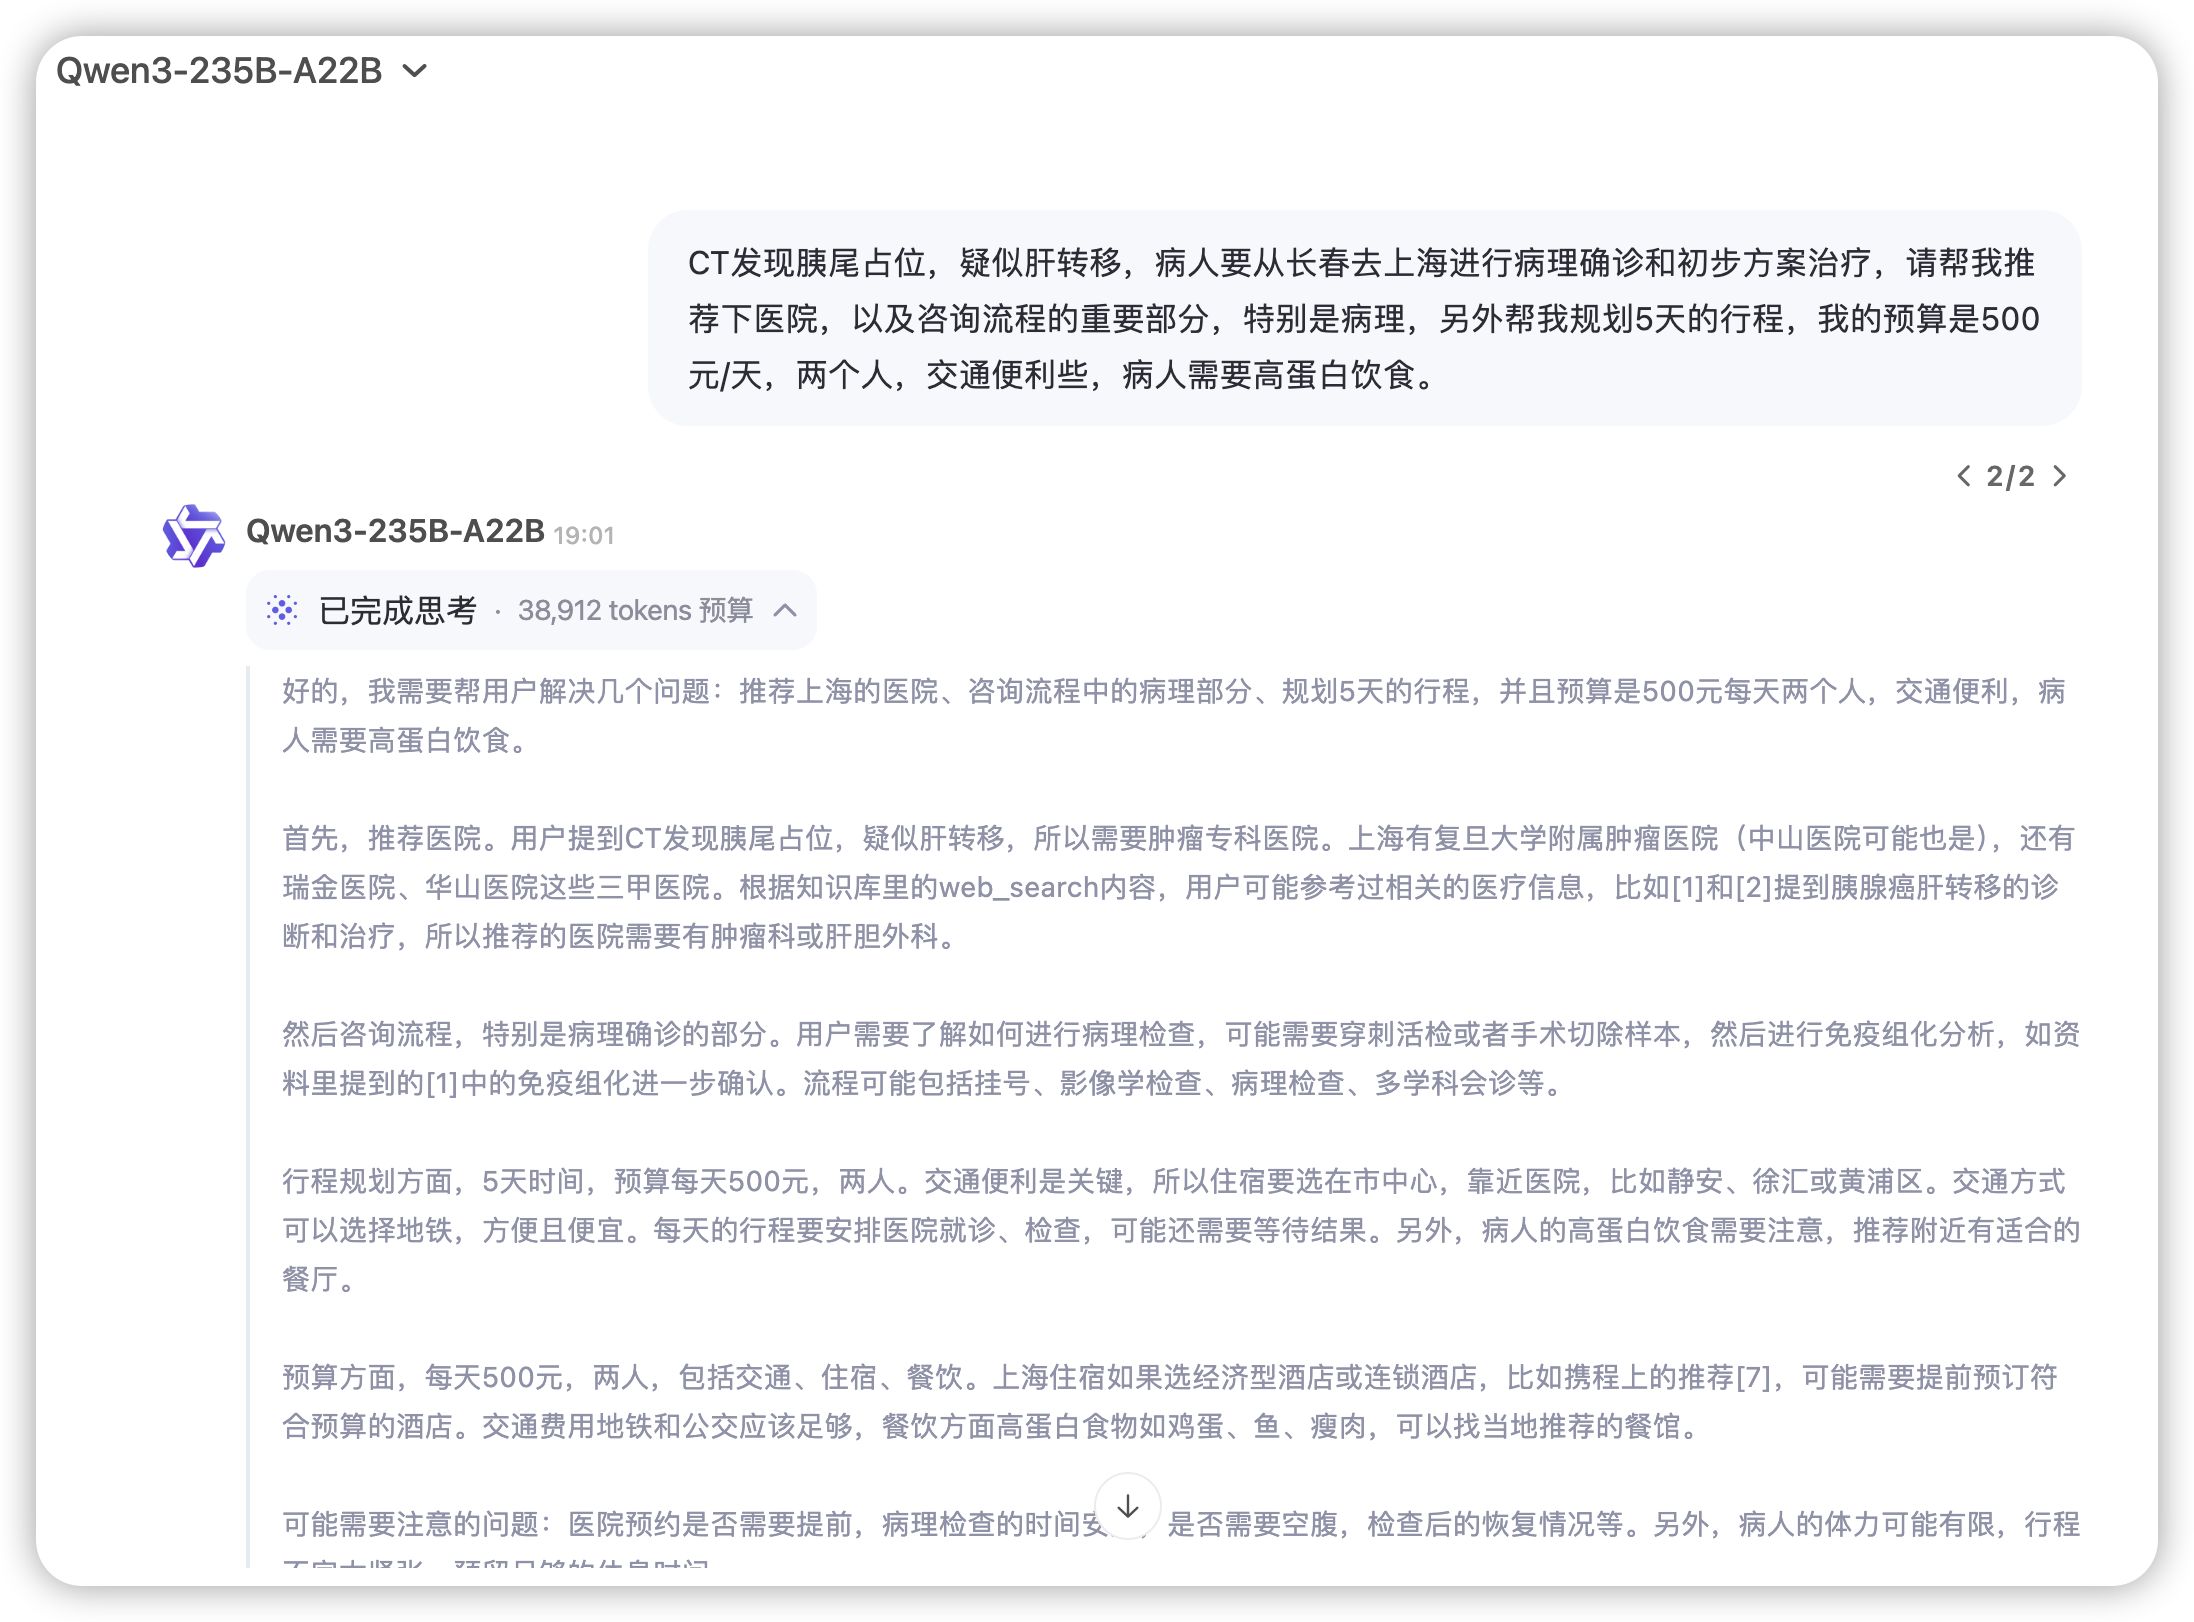 Qwen3-235B-A22B
CT发现胰尾占位，疑似肝转移，病人要从长春去上海进行病理确诊和初步方案治疗，请帮我推
荐下医院，以及咨询流程的重要部分，特别是病理，另外帮我规划5天的行程，我的预算是500
元/天，两个人，交通便利些，病人需要高蛋白饮食。
2/2
Qwen3-235B-A22B 19:01
已完成思考 · 38,912 tokens 预算
好的，我需要帮用户解决几个问题：推荐上海的医院、咨询流程中的病理部分、规划5天的行程，并且预算是500元每天两个人，交通便利，病
人需要高蛋白饮食。
首先，推荐医院。用户提到CT发现胰尾占位，疑似肝转移，所以需要肿瘤专科医院。上海有复旦大学附属肿瘤医院（中山医院可能也是），还有
瑞金医院、华山医院这些三甲医院。根据知识库里的web_search内容，用户可能参考过相关的医疗信息，比如[1]和[2]提到胰腺癌肝转移的诊
断和治疗，所以推荐的医院需要有肿瘤科或肝胆外科。
然后咨询流程，特别是病理确诊的部分。用户需要了解如何进行病理检查，可能需要穿刺活检或者手术切除样本，然后进行免疫组化分析，如资
料里提到的[1]中的免疫组化进一步确认。流程可能包括挂号、影像学检查、病理检查、多学科会诊等。
行程规划方面，5天时间，预算每天500元，两人。交通便利是关键，所以住宿要选在市中心，靠近医院，比如静安、徐汇或黄浦区。交通方式
可以选择地铁，方便且便宜。每天的行程要安排医院就诊、检查，可能还需要等待结果。另外，病人的高蛋白饮食需要注意，推荐附近有适合的
餐厅。
预算方面，每天500元，两人，包括交通、住宿、餐饮。上海住宿如果选经济型酒店或连锁酒店，比如携程上的推荐[7]，可能需要提前预订符
合预算的酒店。交通费用地铁和公交应该足够，餐饮方面高蛋白食物如鸡蛋、鱼、瘦肉，可以找当地推荐的餐馆。
可能需要注意的问题：医院预约是否需要提前，病理检查的时间安 是否需要空腹，检查后的恢复情况等。另外，病人的体力可能有限，行程